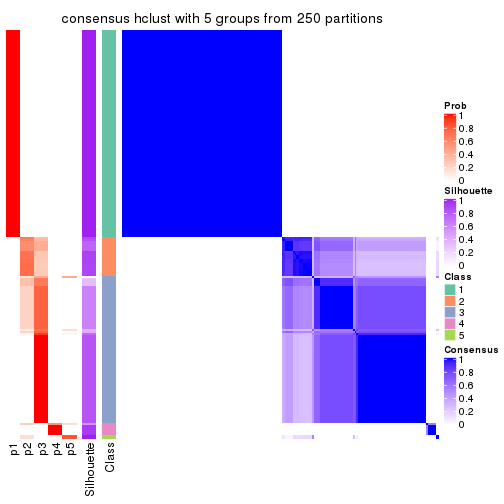 consensus hclust with 5 groups from 250 partitions
Prob
1
0.8
0.6
0.4
0.2
0
Silhouette
1
0.8
0.6
0.4
0.2
0
Class
1
2
3
4
5
Consensus
1
0.8
0.6
0.4
0.2
0
p1
p2
p3
p4
p5
Silhouette
Class